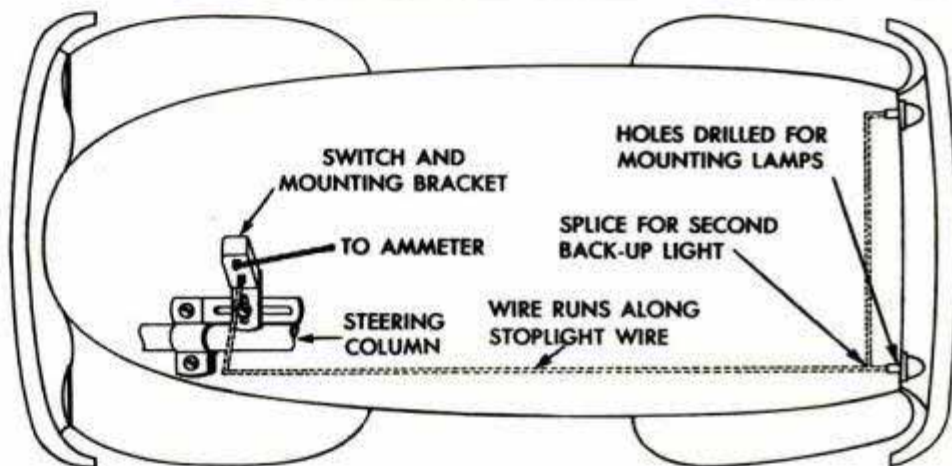 SWITCH AND
MOUNTING BRACKET
TO AMMETER
STEERING
COLUMN
HOLES DRILLED FOR
MOUNTING LAMPS
SPLICE FOR SECOND
BACK-UP LIGHT
WIRE RUNS ALONG
STOPLIGHT WIRE